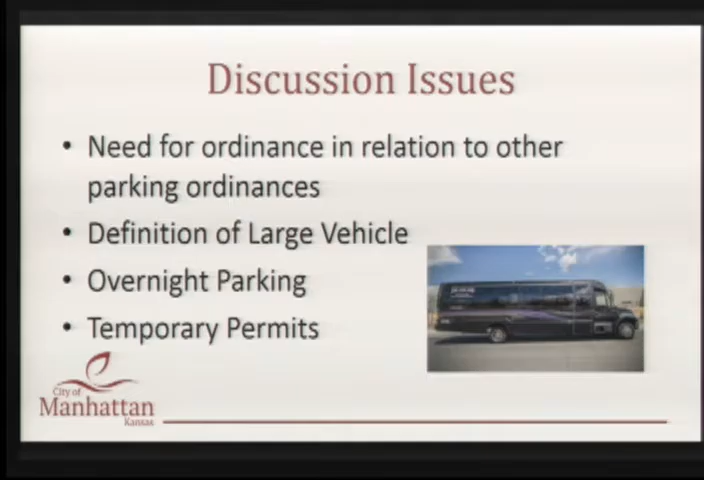 Discussion Issues
• Need for ordinance in relation to other
parking ordinances
• Definition of Large Vehicle
• Overnight Parking
• Temporary Permits
City of
Manhattan
Kansas